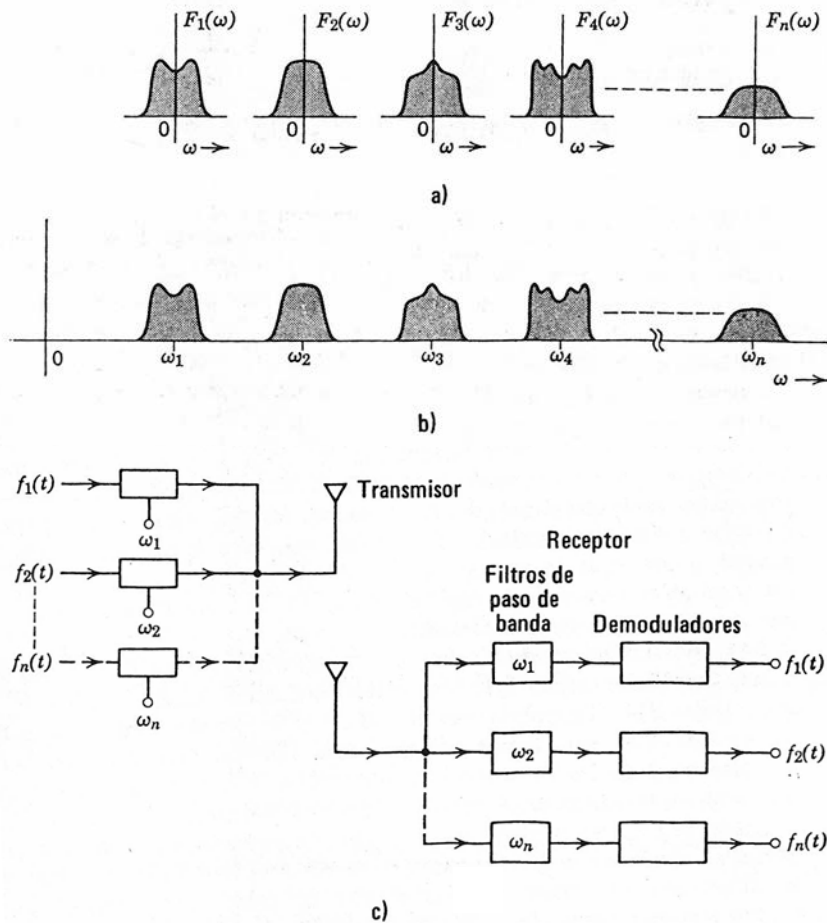 F₁(ω) F₂(ω) F₃(ω) F₄(ω) Fₙ(ω)
0 0 0 0 0
ω ω ω ω ω
a)
0 ω₁ ω₂ ω₃ ω₄ ωₙ
ω
b)
f₁(t)
ω₁
Transmisor
f₂(t)
ω₂
fₙ(t)
ωₙ
Receptor
Filtros de
paso de
banda
Demoduladores
ω₁
f₁(t)
ω₂
f₂(t)
ωₙ
fₙ(t)
c)